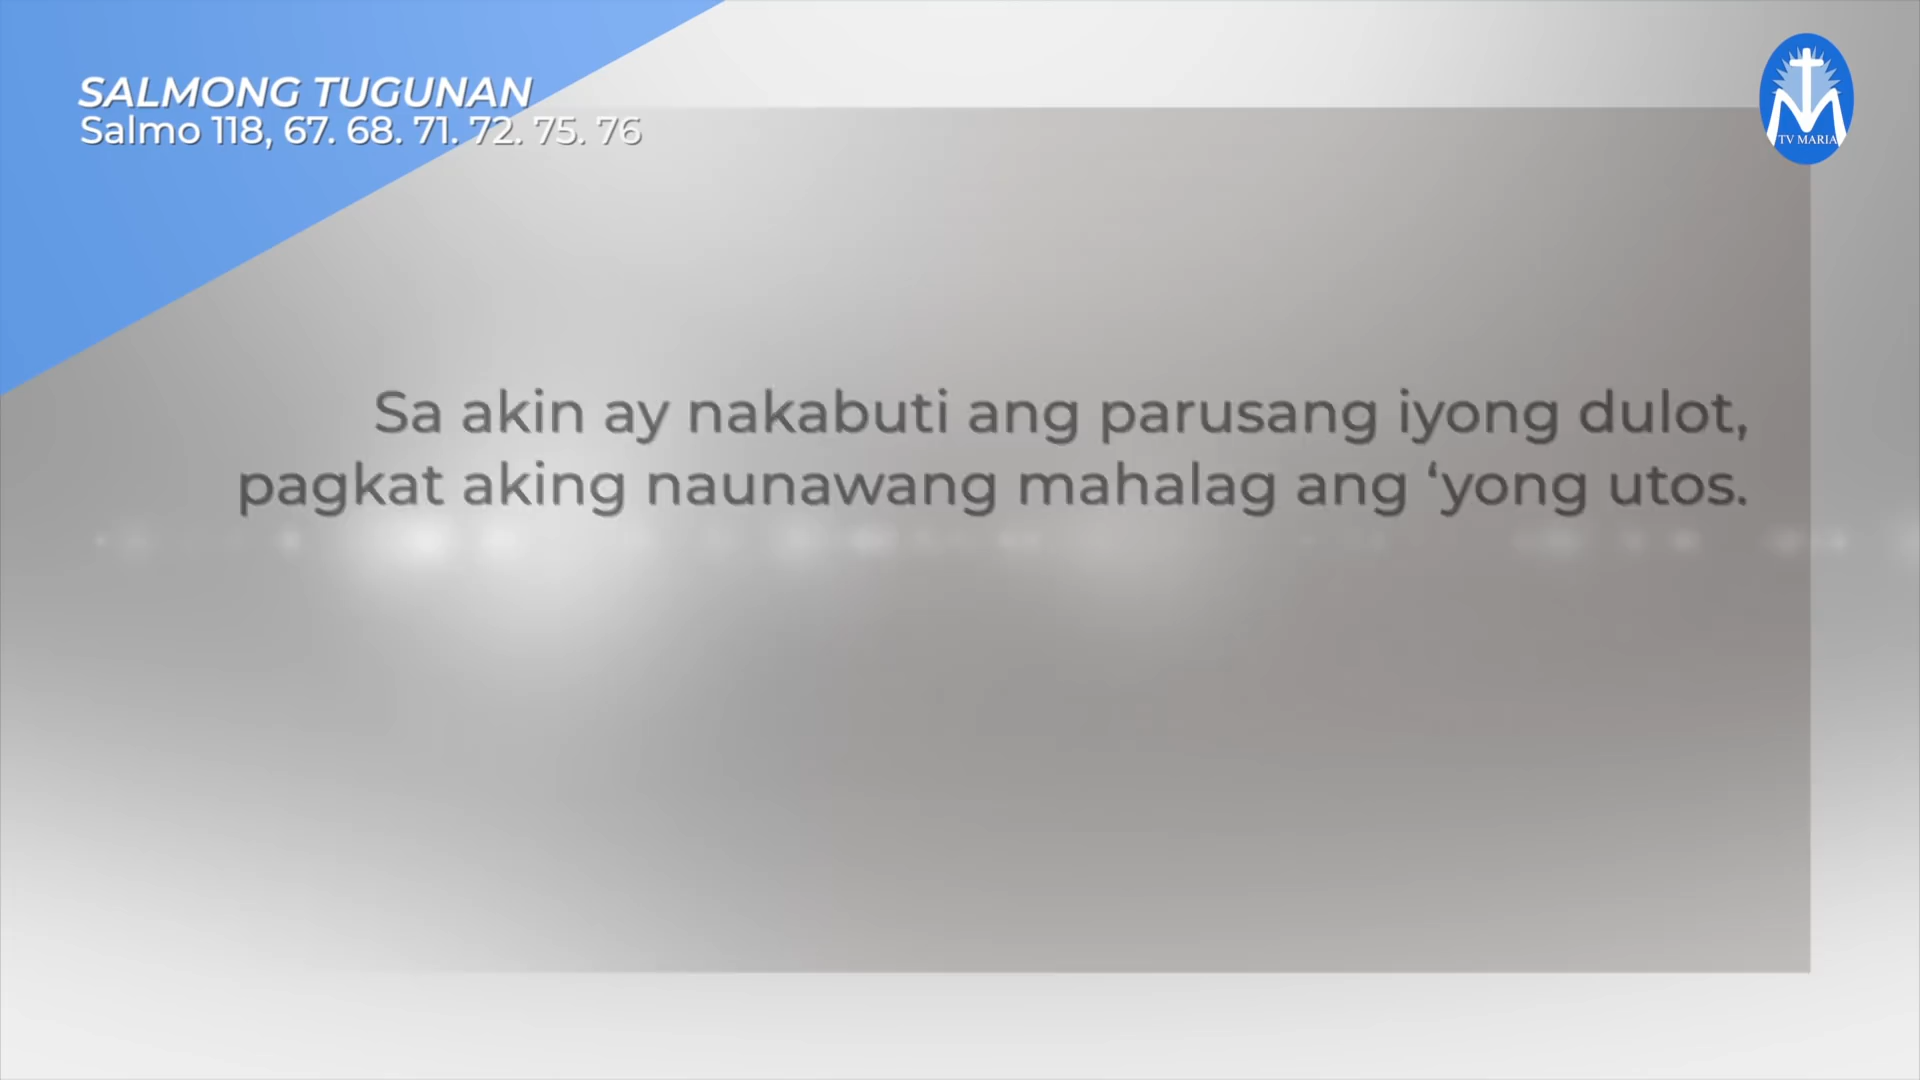 SALMONG TUGUNAN
Salmo 118, 67. 68. 71. 72. 75. 76
TV MARIA
Sa akin ay nakabuti ang parusang iyong dulot,
pagkat aking naunawang mahalag ang ‘yong utos.